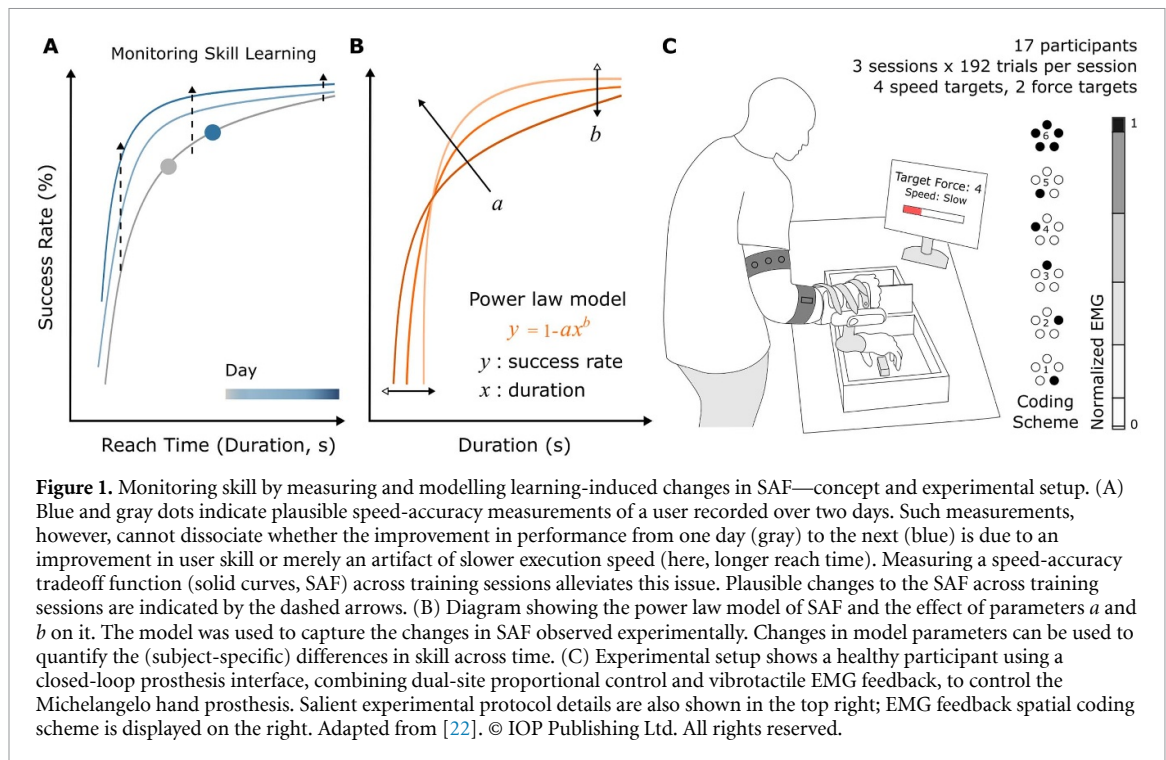 A
Monitoring Skill Learning
Success Rate (%)
Day
Reach Time (Duration, s)
B
a
b
Power law model
y = 1-ax^b
y : success rate
x : duration
Duration (s)
C
17 participants
3 sessions x 192 trials per session
4 speed targets, 2 force targets
Target Force: 4
Speed: Slow
6
5
4
3
2
1
Coding
Scheme
Normalized EMG
1
0
Figure 1. Monitoring skill by measuring and modelling learning-induced changes in SAF—concept and experimental setup. (A)
Blue and gray dots indicate plausible speed-accuracy measurements of a user recorded over two days. Such measurements,
however, cannot dissociate whether the improvement in performance from one day (gray) to the next (blue) is due to an
improvement in user skill or merely an artifact of slower execution speed (here, longer reach time). Measuring a speed-accuracy
tradeoff function (solid curves, SAF) across training sessions alleviates this issue. Plausible changes to the SAF across training
sessions are indicated by the dashed arrows. (B) Diagram showing the power law model of SAF and the effect of parameters a and
b on it. The model was used to capture the changes in SAF observed experimentally. Changes in model parameters can be used to
quantify the (subject-specific) differences in skill across time. (C) Experimental setup shows a healthy participant using a
closed-loop prosthesis interface, combining dual-site proportional control and vibrotactile EMG feedback, to control the
Michelangelo hand prosthesis. Salient experimental protocol details are also shown in the top right; EMG feedback spatial coding
scheme is displayed on the right. Adapted from [22]. © IOP Publishing Ltd. All rights reserved.